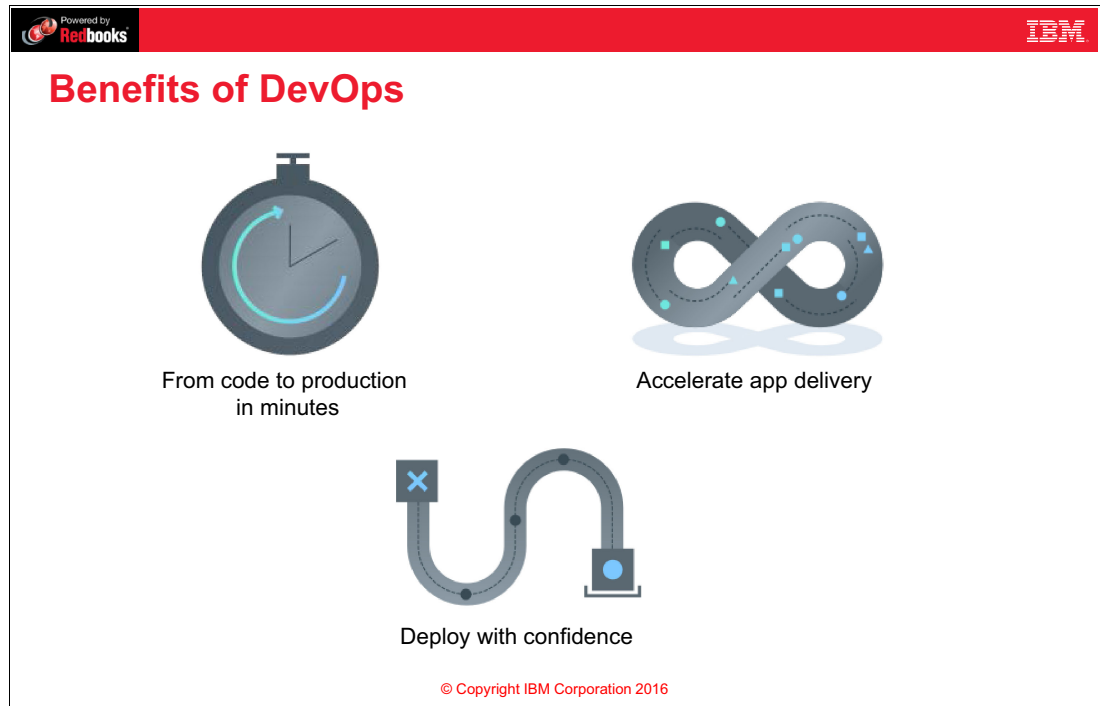 Powered by
Redbooks
IBM
Benefits of DevOps
From code to production
in minutes
Accelerate app delivery
Deploy with confidence
© Copyright IBM Corporation 2016